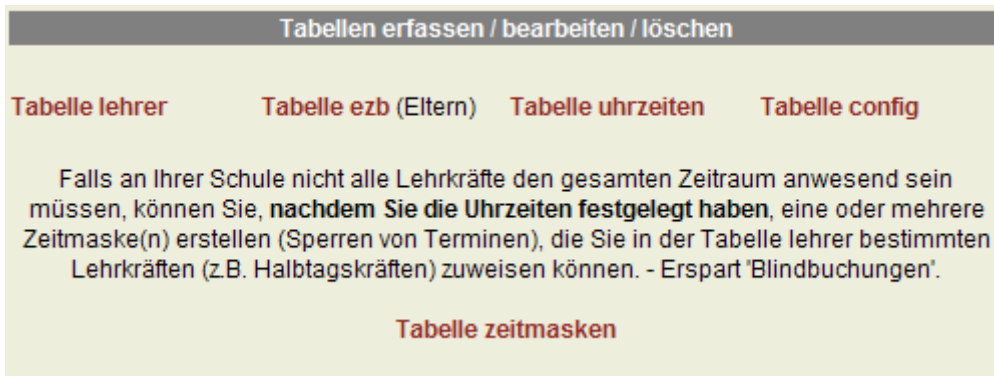 Tabellen erfassen / bearbeiten / löschen
Tabelle lehrer Tabelle ezb (Eltern) Tabelle uhrzeiten Tabelle config
Falls an Ihrer Schule nicht alle Lehrkräfte den gesamten Zeitraum anwesend sein
müssen, können Sie, nachdem Sie die Uhrzeiten festgelegt haben, eine oder mehrere
Zeitmaske(n) erstellen (Sperren von Terminen), die Sie in der Tabelle lehrer bestimmten
Lehrkräften (z.B. Halbtagskräften) zuweisen können. - Erspart 'Blindbuchungen'.
Tabelle zeitmasken